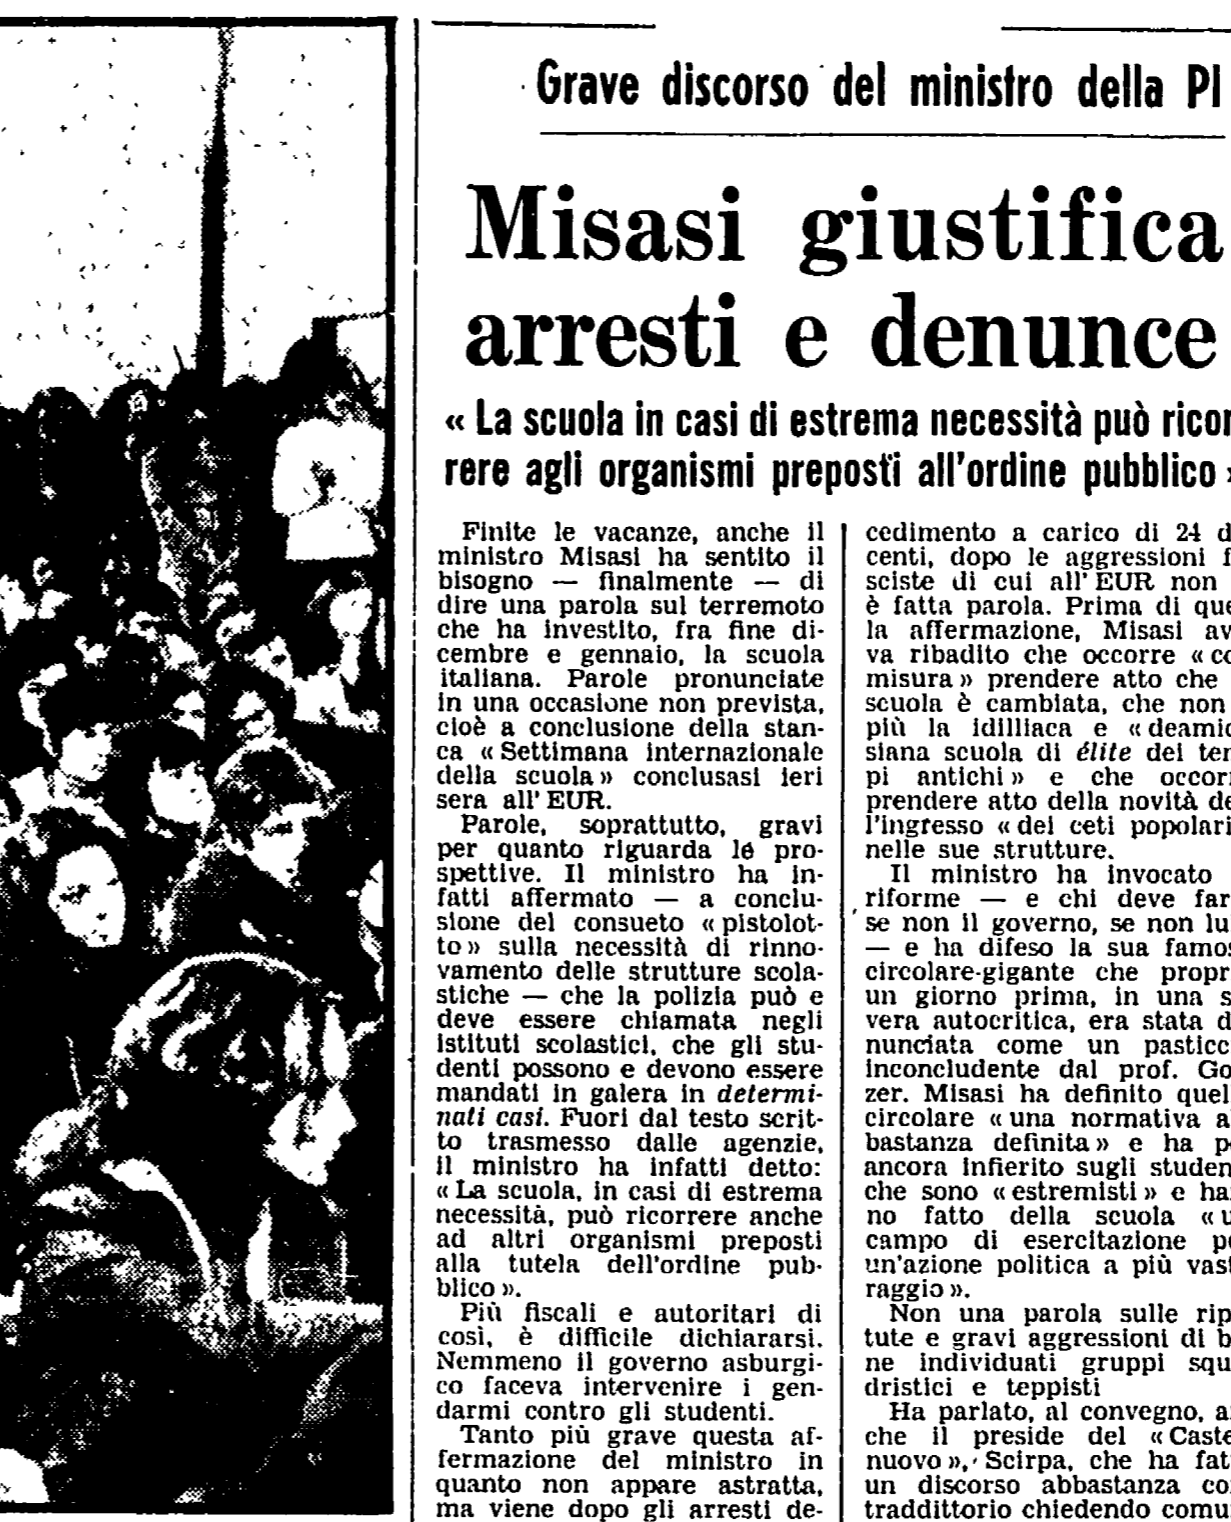 Grave discorso del ministro della PI
Misasi giustifica
arresti e denunce
« La scuola in casi di estrema necessità può ricor
rere agli organismi preposti all'ordine pubblico »
Finite le vacanze, anche il
ministro Misasi ha sentito il
bisogno — finalmente — di
dire una parola sul terremoto
che ha investito, fra fine di-
cembre e gennaio, la scuola
italiana. Parole pronunciate
in una occasione non prevista,
cioè a conclusione della stan-
ca « Settimana internazionale
della scuola » conclusasi ieri
sera all'EUR.
Parole, soprattutto, gravi
per quanto riguarda le pro-
spettive. Il ministro ha in-
fatti affermato — a conclu-
sione del consueto « pistolot-
to » sulla necessità di rinno-
vamento delle strutture scola-
stiche — che la polizia può e
deve essere chiamata negli
istituti scolastici, che gli stu-
denti possono e devono essere
mandati in galera in determi-
nati casi. Fuori dal testo scrit-
to trasmesso dalle agenzie,
il ministro ha infatti detto:
« La scuola, in casi di estrema
necessità, può ricorrere anche
ad altri organismi preposti
alla tutela dell'ordine pub-
blico ».
Più fiscali e autoritari di
così, è difficile dichiararsi.
Nemmeno il governo asburgi-
co faceva intervenire i gen-
darmi contro gli studenti.
Tanto più grave questa af-
fermazione del ministro in
quanto non appare astratta,
ma viene dopo gli arresti de-
cedimento a carico di 24 d
centi, dopo le aggressioni f
sciste di cui all'EUR non
è fatta parola. Prima di que
la affermazione, Misasi av
va ribadito che occorre « co
misura » prendere atto che
scuola è cambiata, che non
più la idilliaca e « deamic
siana scuola di élite dei tem
pi antichi » e che occorr
prendere atto della novità de
l'ingresso « dei ceti popolari
nelle sue strutture.
Il ministro ha invocato
riforme — e chi deve far
se non il governo, se non lu
— e ha difeso la sua famos
circolare-gigante che propr
un giorno prima, in una s
vera autocritica, era stata d
nunciata come un pasticc
inconcludente dal prof. Go
zer. Misasi ha definito quel
circolare « una normativa a
bastanza definita » e ha p
ancora infierito sugli studen
che sono « estremisti » e ha
no fatto della scuola « u
campo di esercitazione p
un'azione politica a più vast
raggio ».
Non una parola sulle rip
tute e gravi aggressioni di b
ne individuati gruppi squ
dristici e teppisti
Ha parlato, al convegno, a
che il preside del « Caste
nuovo », Scirpa, che ha fat
un discorso abbastanza co
traddittorio chiedendo comu